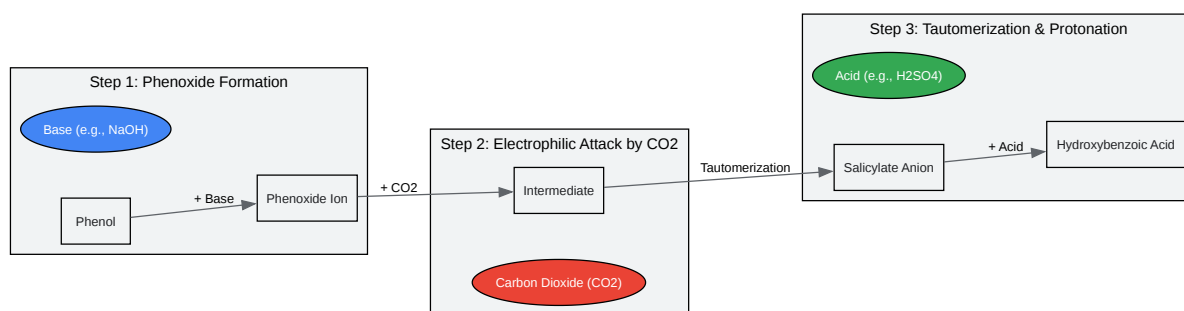 Step 1: Phenoxide Formation
Base (e.g., NaOH)
Phenol
+ Base
Phenoxide Ion
+ CO2
Step 2: Electrophilic Attack by CO2
Intermediate
Carbon Dioxide (CO2)
Tautomerization
Step 3: Tautomerization & Protonation
Acid (e.g., H2SO4)
Salicylate Anion
+ Acid
Hydroxybenzoic Acid